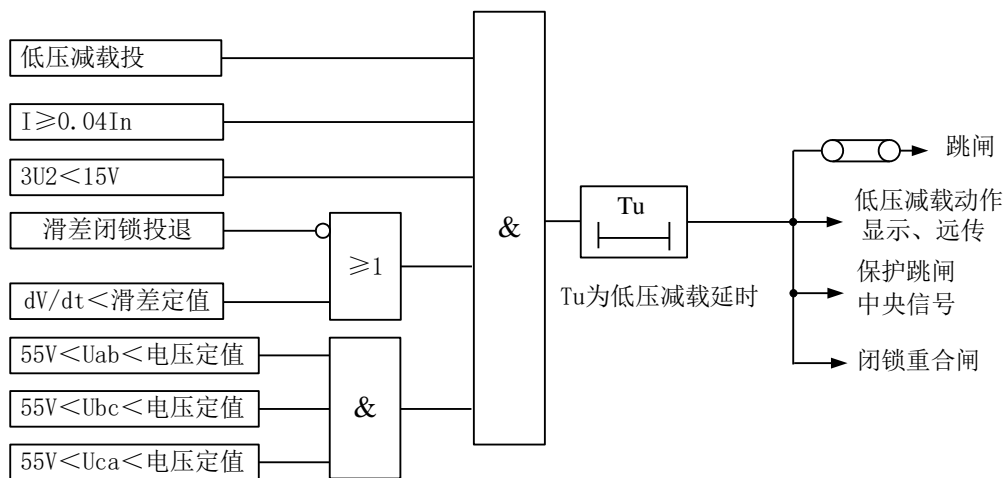 低压减载投
I≥0.04In
3U2＜15V
滑差闭锁投退
dV/dt＜滑差定值
55V＜Uab＜电压定值
55V＜Ubc＜电压定值
55V＜Uca＜电压定值
≥1
&
&
Tu
Tu为低压减载延时
跳闸
低压减载动作
显示、远传
保护跳闸
中央信号
闭锁重合闸